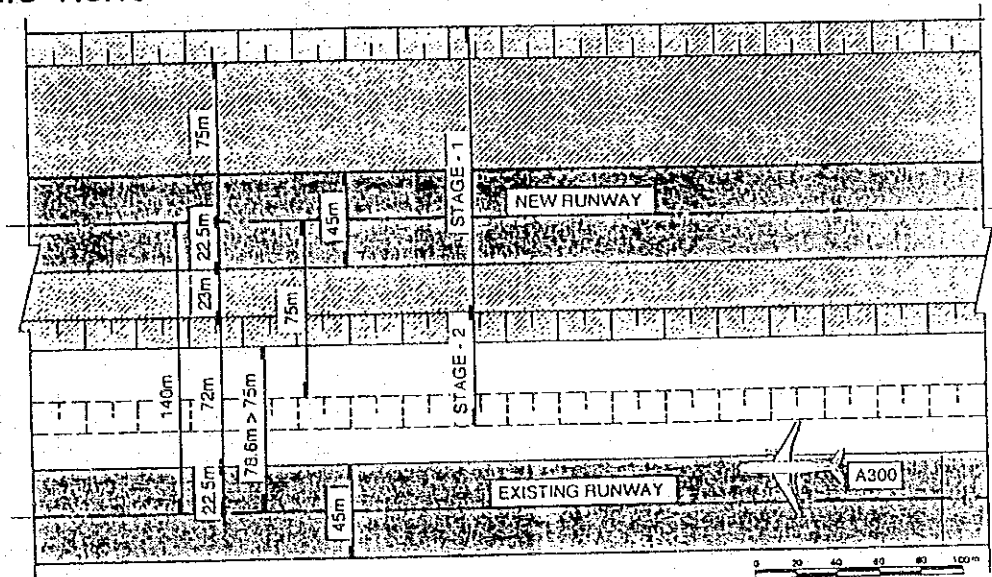 75m
STAGE - 1
NEW RUNWAY
22.5m
45m
23m
75m
STAGE - 2
140m
72m
78.6m > 75m
22.5m
45m
EXISTING RUNWAY
A300
0 20 40 60 80 100m